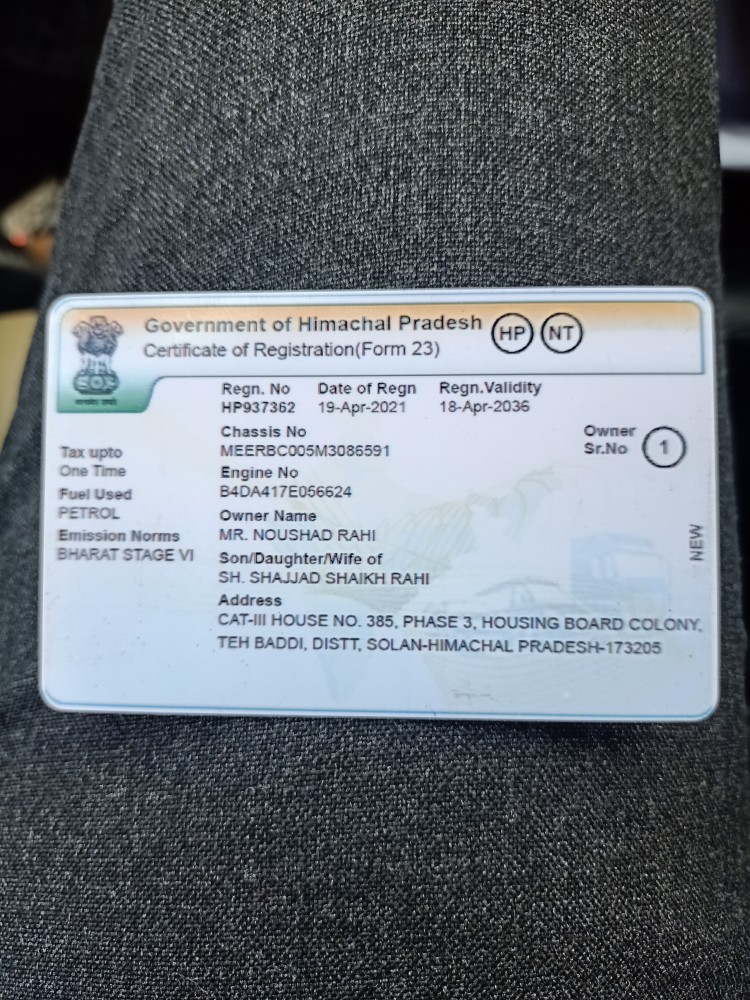 Government of Himachal Pradesh HP NT
Certificate of Registration(Form 23)
Regn. No Date of Regn Regn.Validity
HP937362 19-Apr-2021 18-Apr-2036
Chassis No
MEERBC005M3086591
Owner
Sr.No 1
Tax upto
One Time
Engine No
B4DA417E056624
Fuel Used
PETROL
Owner Name
MR. NOUSHAD RAHI
Emission Norms
BHARAT STAGE VI
NEW
Son/Daughter/Wife of
SH. SHAJJAD SHAIKH RAHI
Address
CAT-III HOUSE NO. 385, PHASE 3, HOUSING BOARD COLONY,
TEH BADDI, DISTT, SOLAN-HIMACHAL PRADESH-173205